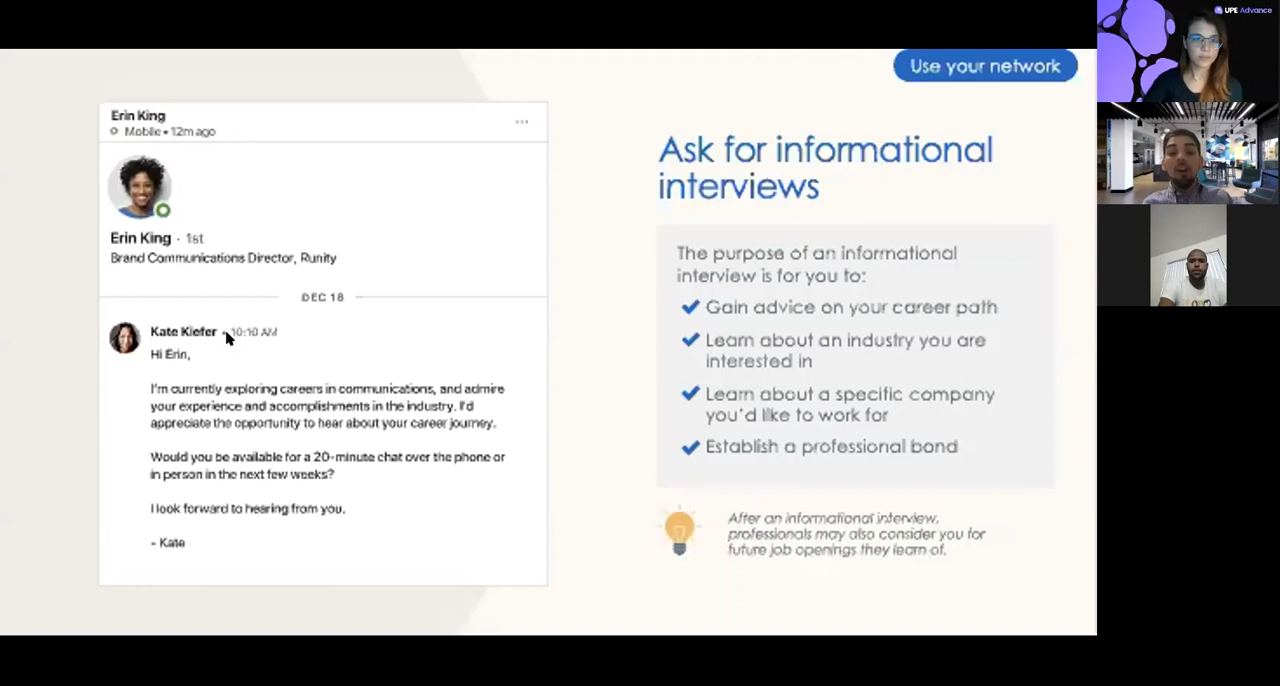 UPE Advance
Use your network
Erin King
Mobile • 12m ago
Erin King · 1st
Brand Communications Director, Runity
DEC 18
Kate Kiefer • 10:10 AM
Hi Erin,
I'm currently exploring careers in communications, and admire
your experience and accomplishments in the industry. I'd
appreciate the opportunity to hear about your career journey.
Would you be available for a 20-minute chat over the phone or
in person in the next few weeks?
I look forward to hearing from you.
- Kate
Ask for informational
interviews
The purpose of an informational
interview is for you to:
Gain advice on your career path
Learn about an industry you are
interested in
Learn about a specific company
you'd like to work for
Establish a professional bond
After an informational interview,
professionals may also consider you for
future job openings they learn of.